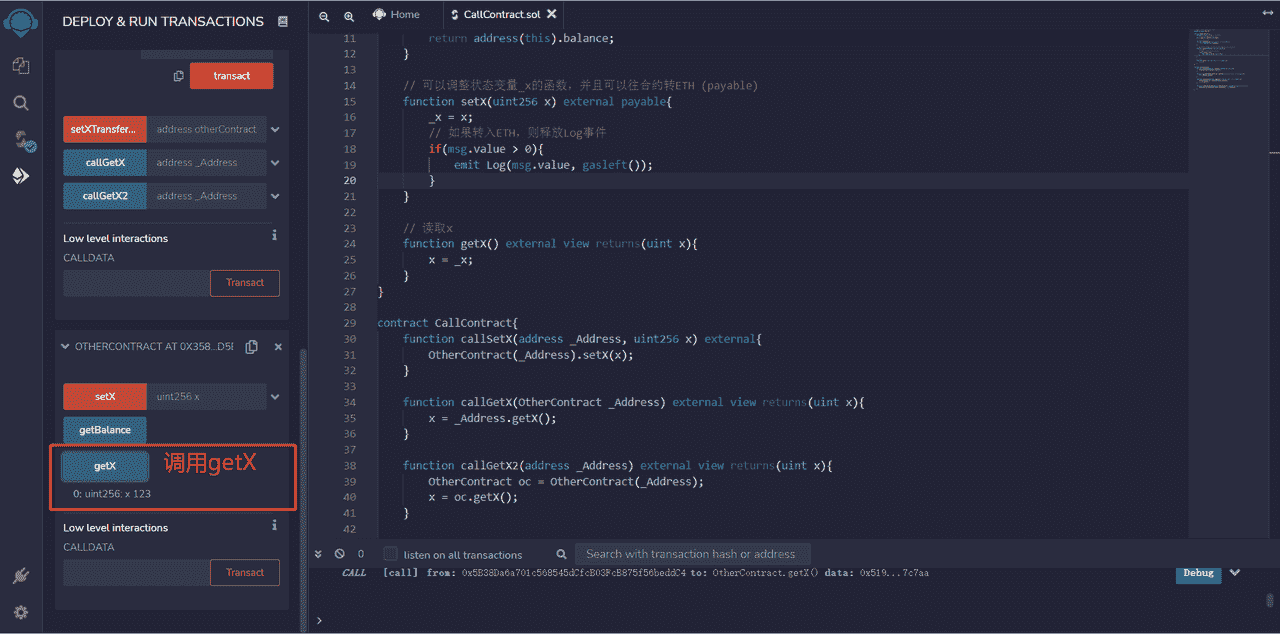 DEPLOY & RUN TRANSACTIONS
transact
setXTransfer... address otherContract
callGetX address _Address
callGetX2 address _Address
Low level interactions i
CALLDATA
Transact
OTHERCONTRACT AT 0X358...D5
setX uint256 x
getBalance
getX 调用getX
0: uint256: x 123
Low level interactions i
CALLDATA
Transact
Home CallContract.sol
11 return address(this).balance;
12 }
13
14 // 可以调整状态变量_x的函数，并且可以往合约转ETH (payable)
15 function setX(uint256 x) external payable{
16 _x = x;
17 // 如果转入ETH，则释放Log事件
18 if(msg.value > 0){
19 emit Log(msg.value, gasleft());
20 }
21 }
22
23 // 读取x
24 function getX() external view returns(uint x){
25 x = _x;
26 }
27 }
28
29 contract CallContract{
30 function callSetX(address _Address, uint256 x) external{
31 OtherContract(_Address).setX(x);
32 }
33
34 function callGetX(OtherContract _Address) external view returns(uint x){
35 x = _Address.getX();
36 }
37
38 function callGetX2(address _Address) external view returns(uint x){
39 OtherContract oc = OtherContract(_Address);
40 x = oc.getX();
41 }
42
0 listen on all transactions Search with transaction hash or address
CALL [call] from: 0x5B38Da6a701c568545dCfcB03FcB875f56beddC4 to: OtherContract.getX() data: 0x519...7c7aa Debug
>